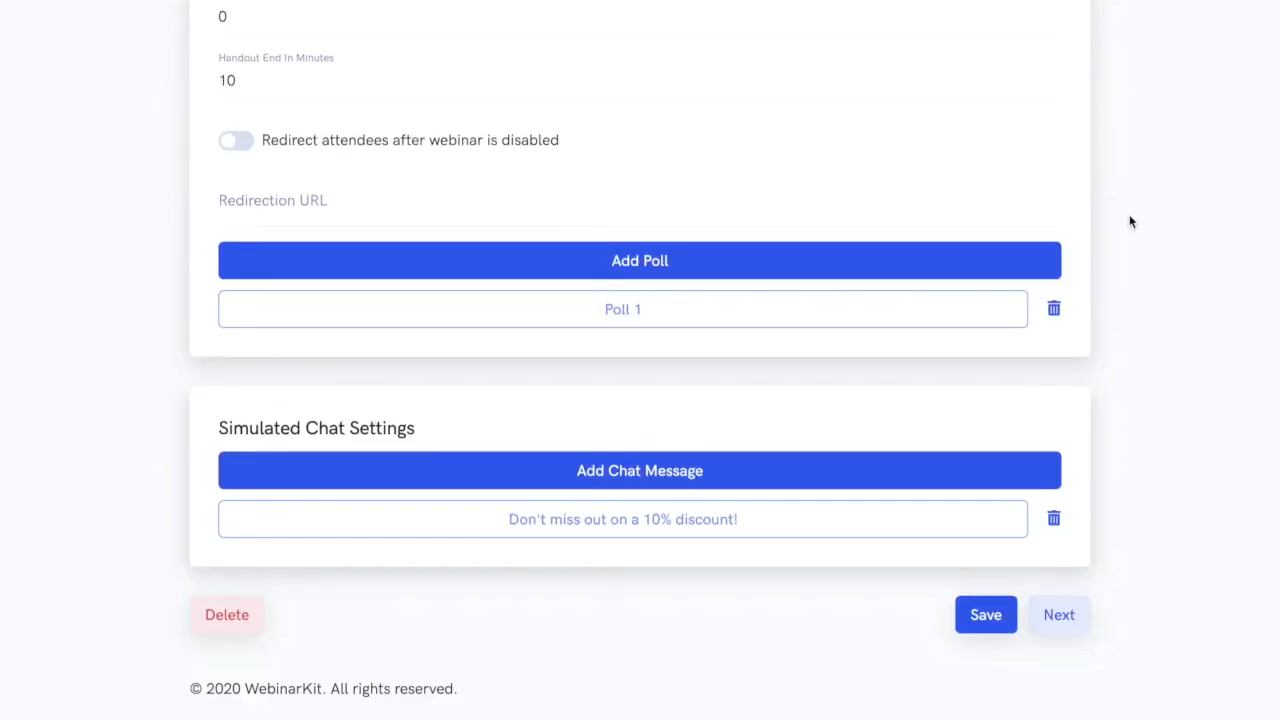 0
Handout End In Minutes
10
Redirect attendees after webinar is disabled
Redirection URL
Add Poll
Poll 1
Simulated Chat Settings
Add Chat Message
Don't miss out on a 10% discount!
Delete
Save
Next
© 2020 WebinarKit. All rights reserved.